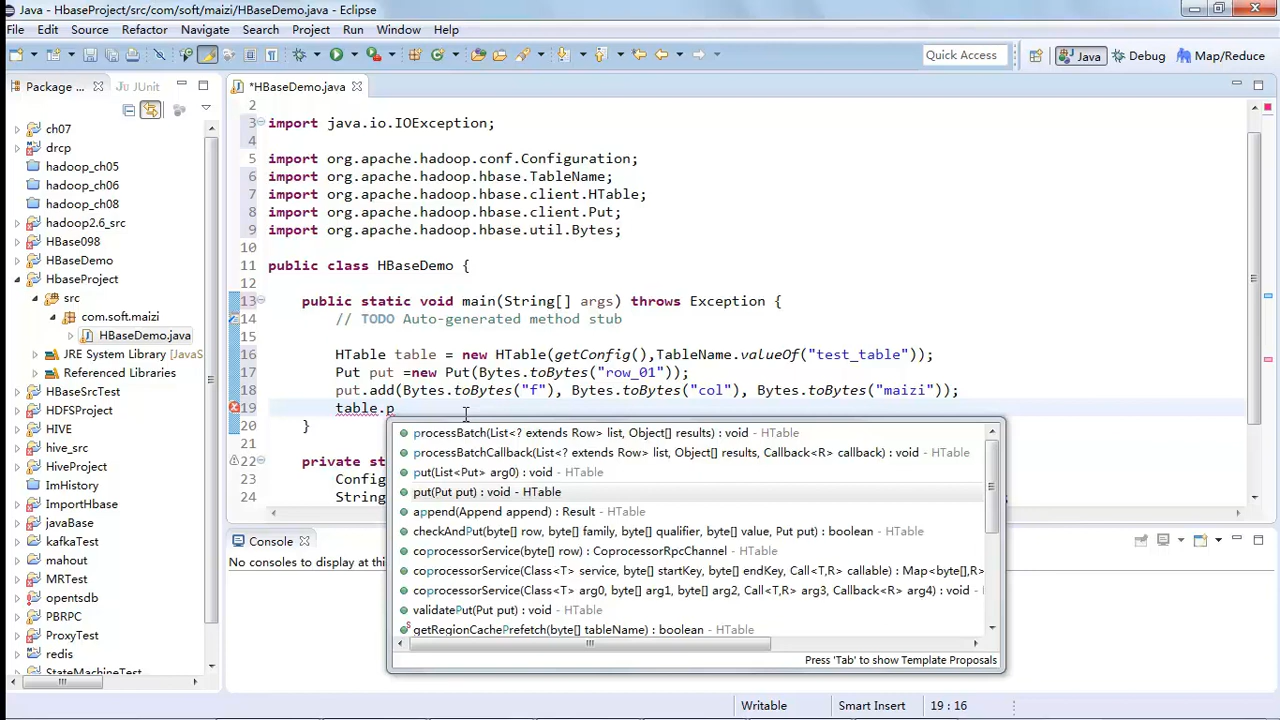 Java - HbaseProject/src/com/soft/maizi/HBaseDemo.java - Eclipse
File Edit Source Refactor Navigate Search Project Run Window Help
Quick Access Java Debug Map/Reduce
Package ... JUnit
*HBaseDemo.java
ch07
drcp
hadoop_ch05
hadoop_ch06
hadoop_ch08
hadoop2.6_src
HBase098
HBaseDemo
HbaseProject
src
com.soft.maizi
HBaseDemo.java
JRE System Library [JavaS
Referenced Libraries
HBaseSrcTest
HDFSProject
HIVE
hive_src
HiveProject
ImHistory
ImportHbase
javaBase
kafkaTest
mahout
MRTest
opentsdb
PBRPC
ProxyTest
redis
StateMachineTest
2
3 import java.io.IOException;
4
5 import org.apache.hadoop.conf.Configuration;
6 import org.apache.hadoop.hbase.TableName;
7 import org.apache.hadoop.hbase.client.HTable;
8 import org.apache.hadoop.hbase.client.Put;
9 import org.apache.hadoop.hbase.util.Bytes;
10
11 public class HBaseDemo {
12
13 public static void main(String[] args) throws Exception {
14 // TODO Auto-generated method stub
15
16 HTable table = new HTable(getConfig(),TableName.valueOf("test_table"));
17 Put put =new Put(Bytes.toBytes("row_01"));
18 put.add(Bytes.toBytes("f"), Bytes.toBytes("col"), Bytes.toBytes("maizi"));
19 table.p
20 }
21
22 private st
23 Config
24 String
processBatch(List<? extends Row> list, Object[] results) : void - HTable
processBatchCallback(List<? extends Row> list, Object[] results, Callback<R> callback) : void - HTable
put(List<Put> arg0) : void - HTable
put(Put put) : void - HTable
append(Append append) : Result - HTable
checkAndPut(byte[] row, byte[] family, byte[] qualifier, byte[] value, Put put) : boolean - HTable
coprocessorService(byte[] row) : CoprocessorRpcChannel - HTable
coprocessorService(Class<T> service, byte[] startKey, byte[] endKey, Call<T,R> callable) : Map<byte[],R>
coprocessorService(Class<T> arg0, byte[] arg1, byte[] arg2, Call<T,R> arg3, Callback<R> arg4) : void -
validatePut(Put put) : void - HTable
getRegionCachePrefetch(byte[] tableName) : boolean - HTable
Press 'Tab' to show Template Proposals
Console
No consoles to display at thi
Writable Smart Insert 19 : 16